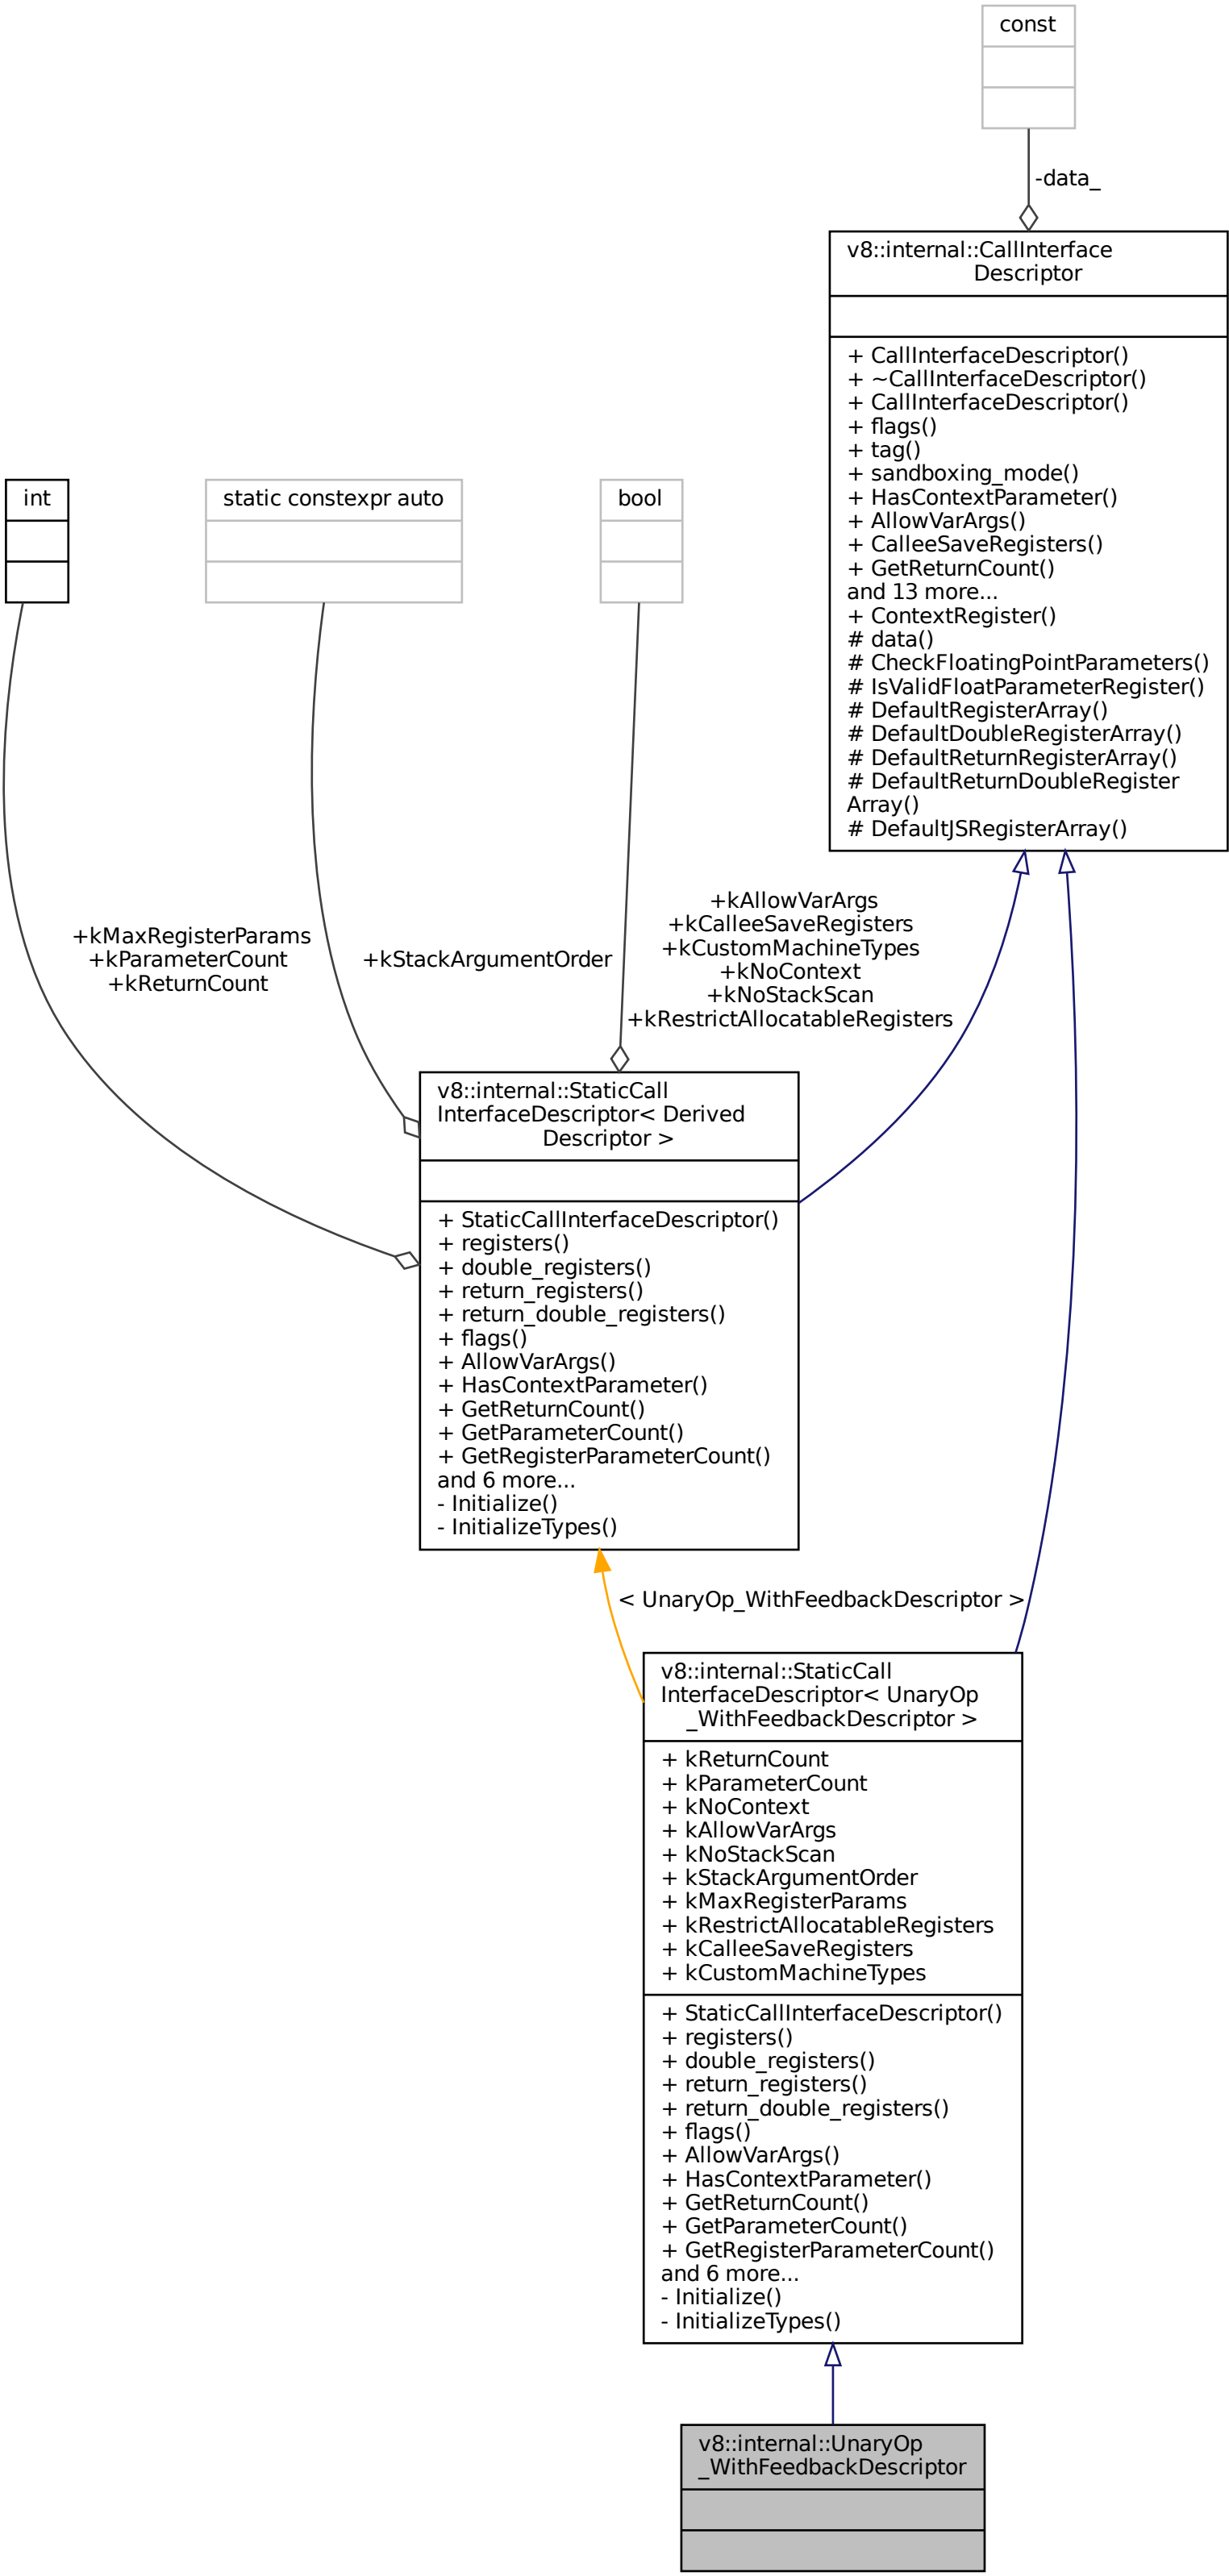 const
-data_
v8::internal::CallInterface
Descriptor
+ CallInterfaceDescriptor()
+ ~CallInterfaceDescriptor()
+ CallInterfaceDescriptor()
+ flags()
+ tag()
+ sandboxing_mode()
+ HasContextParameter()
+ AllowVarArgs()
+ CalleeSaveRegisters()
+ GetReturnCount()
and 13 more...
+ ContextRegister()
# data()
# CheckFloatingPointParameters()
# IsValidFloatParameterRegister()
# DefaultRegisterArray()
# DefaultDoubleRegisterArray()
# DefaultReturnRegisterArray()
# DefaultReturnDoubleRegister
Array()
# DefaultJSRegisterArray()
int
static constexpr auto
bool
+kMaxRegisterParams
+kParameterCount
+kReturnCount
+kStackArgumentOrder
+kAllowVarArgs
+kCalleeSaveRegisters
+kCustomMachineTypes
+kNoContext
+kNoStackScan
+kRestrictAllocatableRegisters
v8::internal::StaticCall
InterfaceDescriptor< Derived
Descriptor >
+ StaticCallInterfaceDescriptor()
+ registers()
+ double_registers()
+ return_registers()
+ return_double_registers()
+ flags()
+ AllowVarArgs()
+ HasContextParameter()
+ GetReturnCount()
+ GetParameterCount()
+ GetRegisterParameterCount()
and 6 more...
- Initialize()
- InitializeTypes()
< UnaryOp_WithFeedbackDescriptor >
v8::internal::StaticCall
InterfaceDescriptor< UnaryOp
_WithFeedbackDescriptor >
+ kReturnCount
+ kParameterCount
+ kNoContext
+ kAllowVarArgs
+ kNoStackScan
+ kStackArgumentOrder
+ kMaxRegisterParams
+ kRestrictAllocatableRegisters
+ kCalleeSaveRegisters
+ kCustomMachineTypes
+ StaticCallInterfaceDescriptor()
+ registers()
+ double_registers()
+ return_registers()
+ return_double_registers()
+ flags()
+ AllowVarArgs()
+ HasContextParameter()
+ GetReturnCount()
+ GetParameterCount()
+ GetRegisterParameterCount()
and 6 more...
- Initialize()
- InitializeTypes()
v8::internal::UnaryOp
_WithFeedbackDescriptor